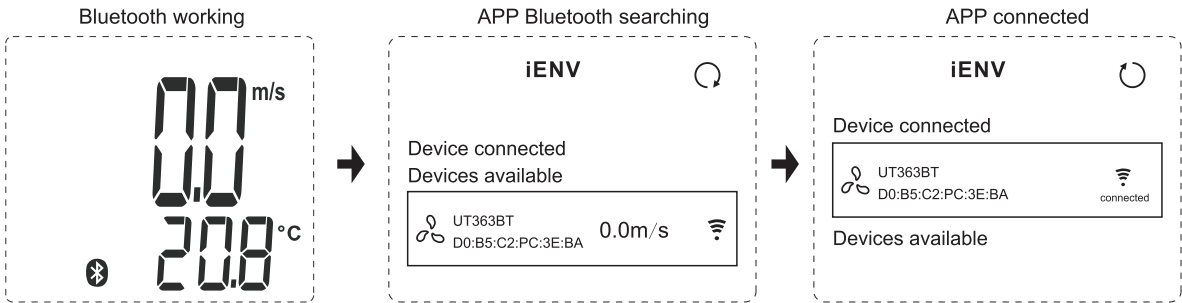 Bluetooth working
0.0 m/s
20.8 °C
APP Bluetooth searching
iENV
Device connected
Devices available
UT363BT
D0:B5:C2:PC:3E:BA
0.0m/s
APP connected
iENV
Device connected
UT363BT
D0:B5:C2:PC:3E:BA
connected
Devices available